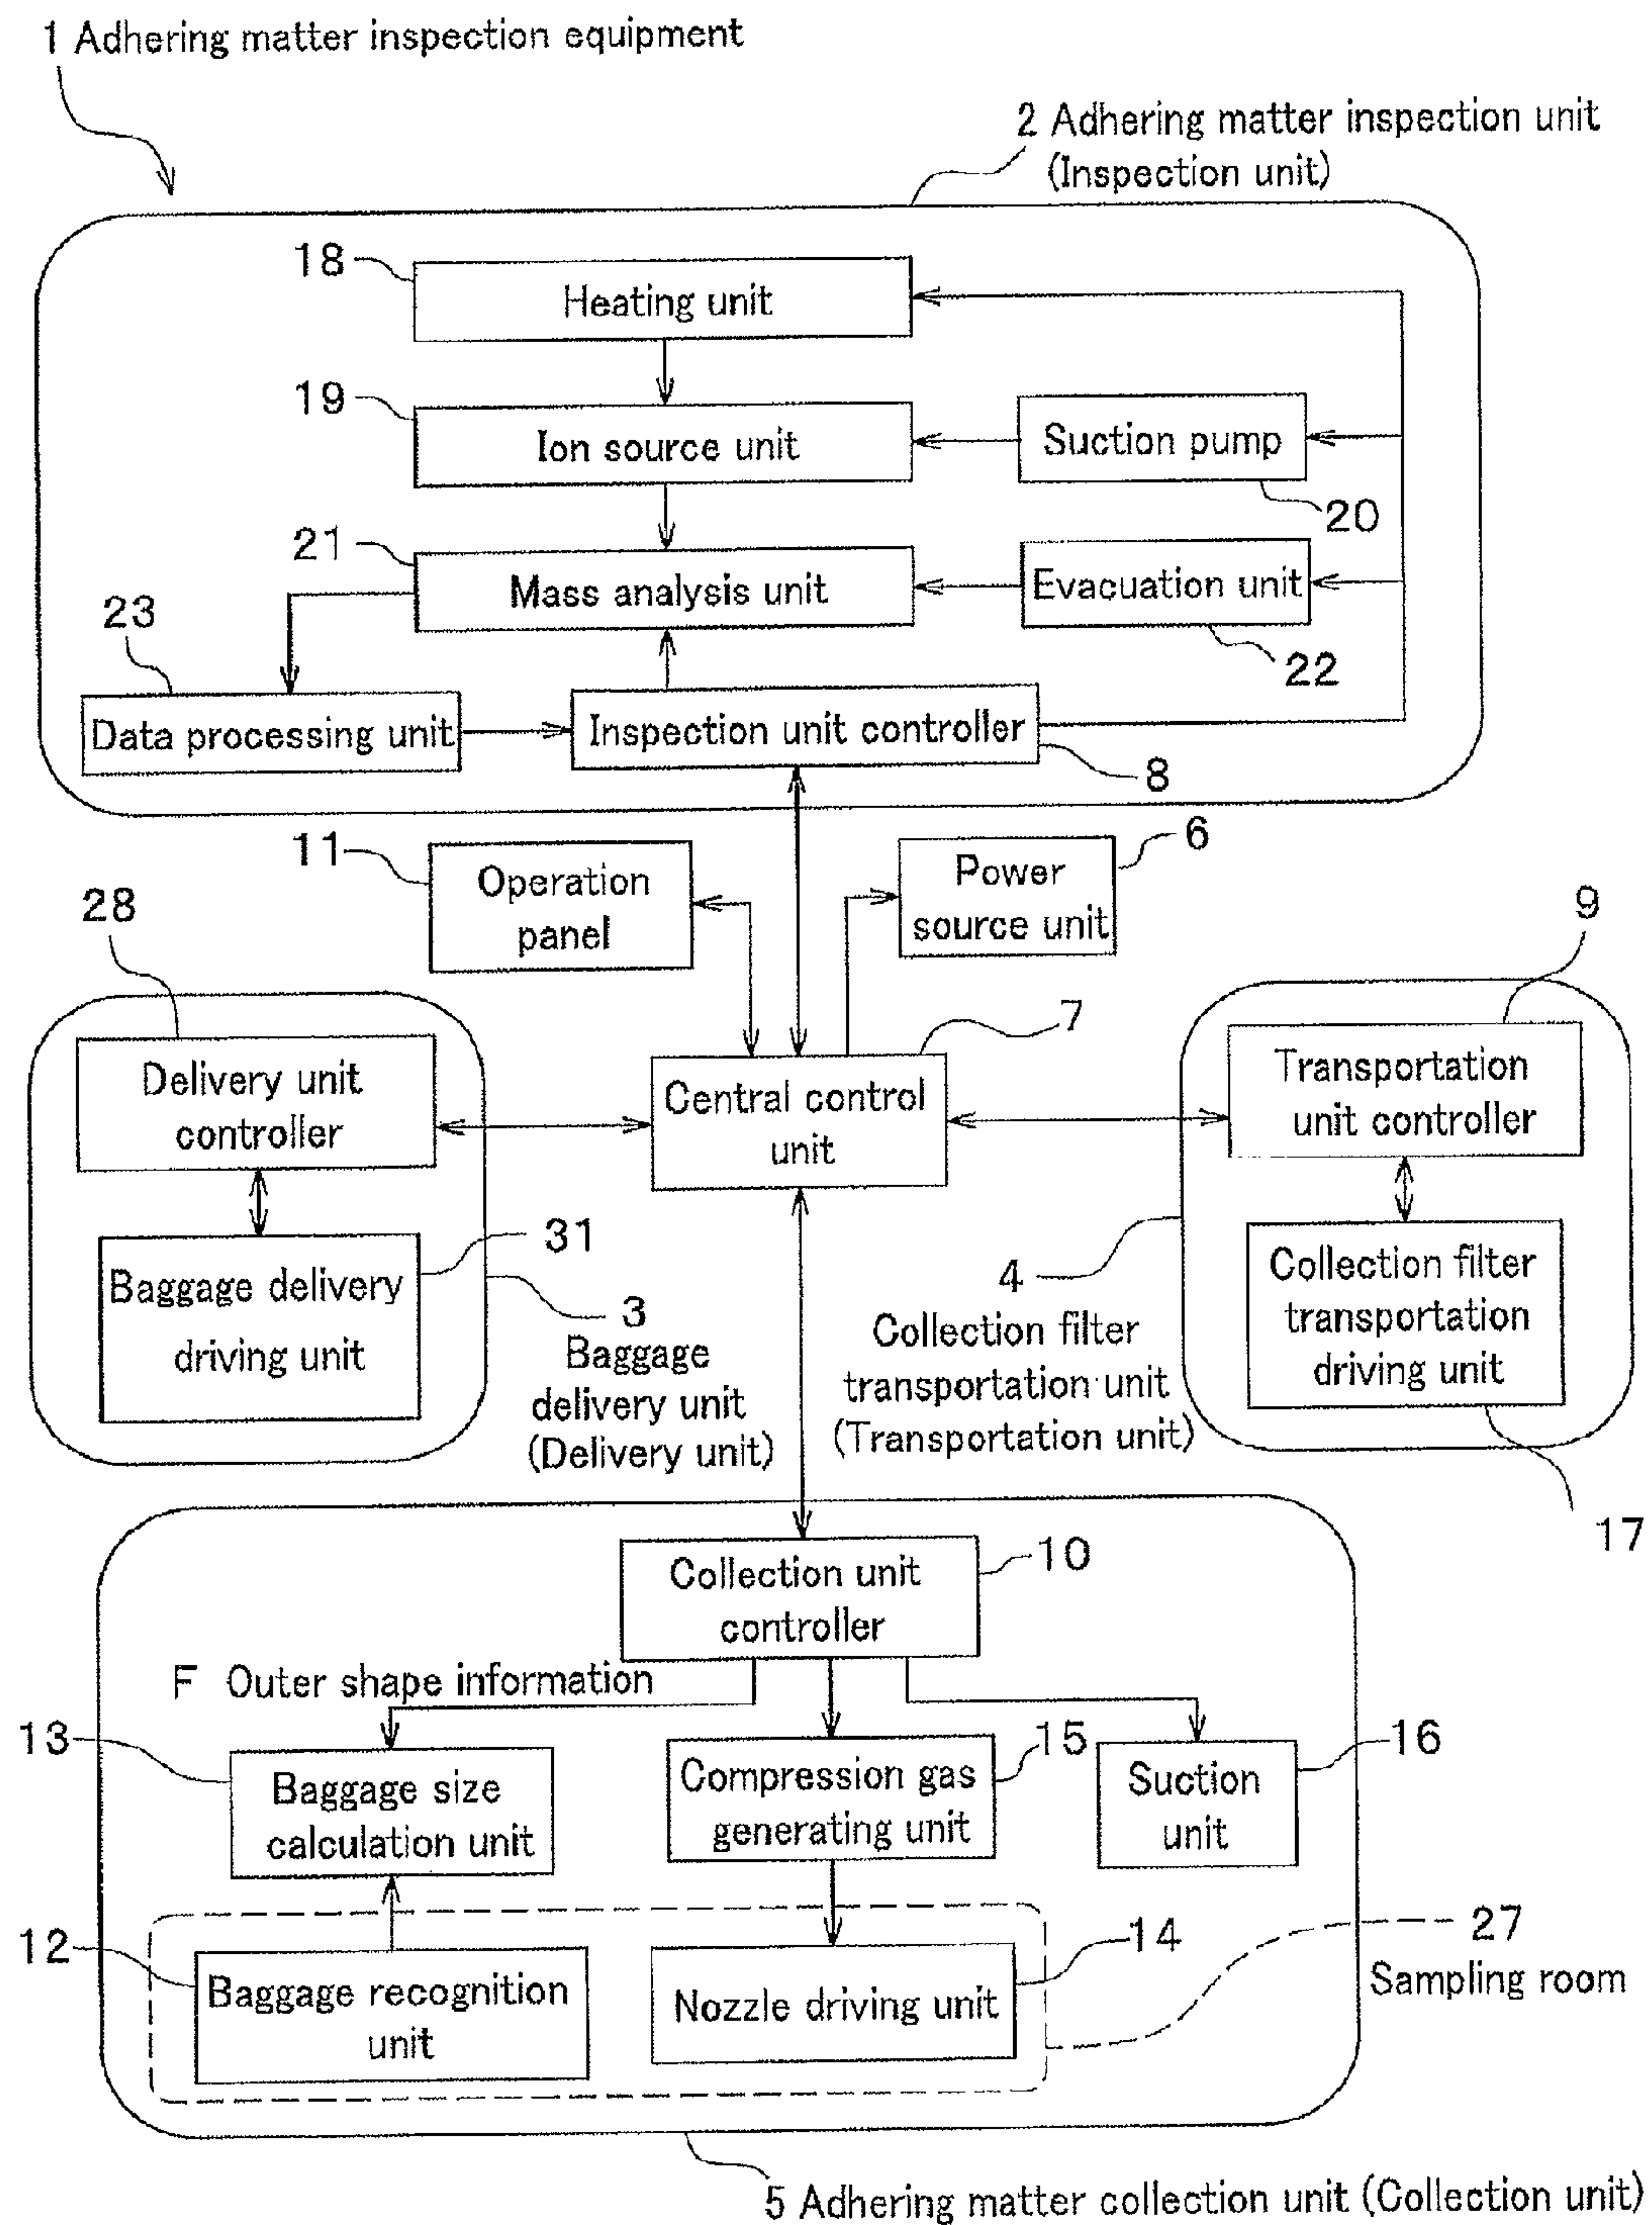 1 Adhering matter inspection equipment
2 Adhering matter inspection unit
(Inspection unit)
18
Heating unit
19
Ion source unit
Suction pump
20
21
Mass analysis unit
Evacuation unit
22
23
Data processing unit
Inspection unit controller
8
11
Operation
panel
6
Power
source unit
28
9
Delivery unit
controller
7
Central control
unit
Transportation
unit controller
31
Baggage delivery
driving unit
3
Baggage
delivery unit
(Delivery unit)
4
Collection filter
transportation unit
(Transportation unit)
Collection filter
transportation
driving unit
17
Collection unit
controller
10
F Outer shape information
13
Baggage size
calculation unit
15
Compression gas
generating unit
16
Suction
unit
12
Baggage recognition
unit
14
Nozzle driving unit
27
Sampling room
5 Adhering matter collection unit (Collection unit)